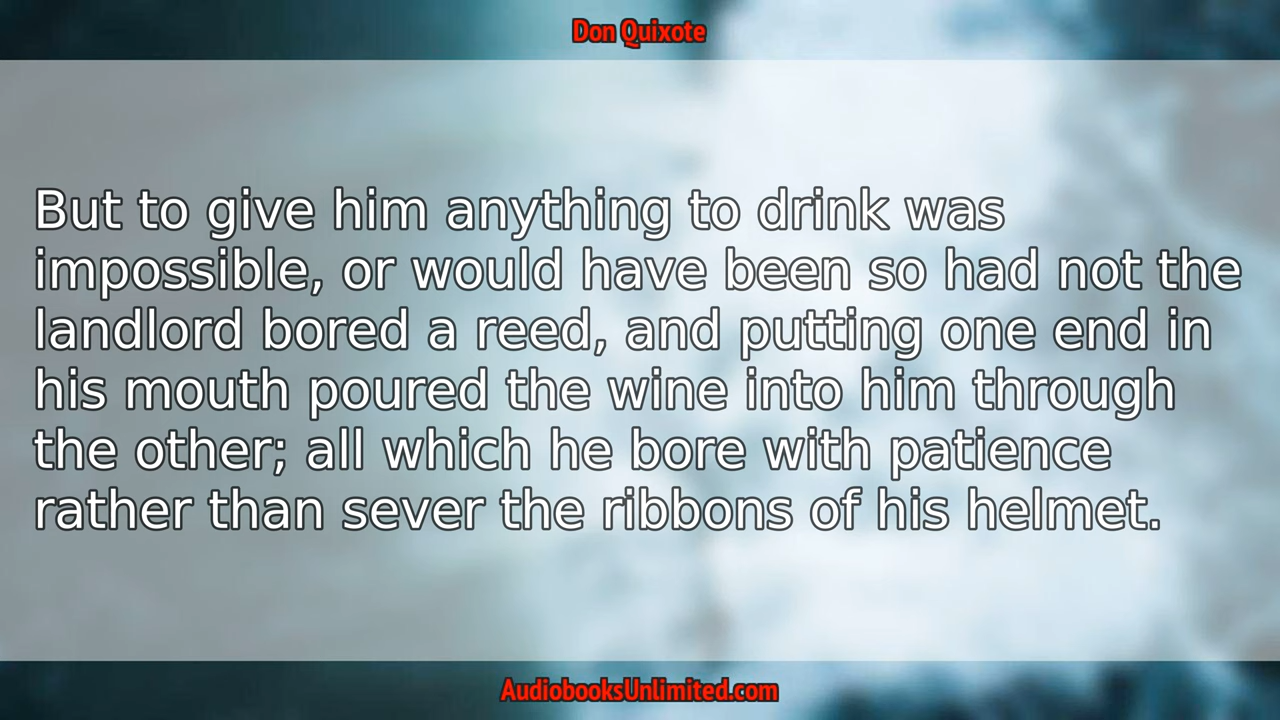 Don Quixote
But to give him anything to drink was
impossible, or would have been so had not the
landlord bored a reed, and putting one end in
his mouth poured the wine into him through
the other; all which he bore with patience
rather than sever the ribbons of his helmet.
AudiobooksUnlimited.com